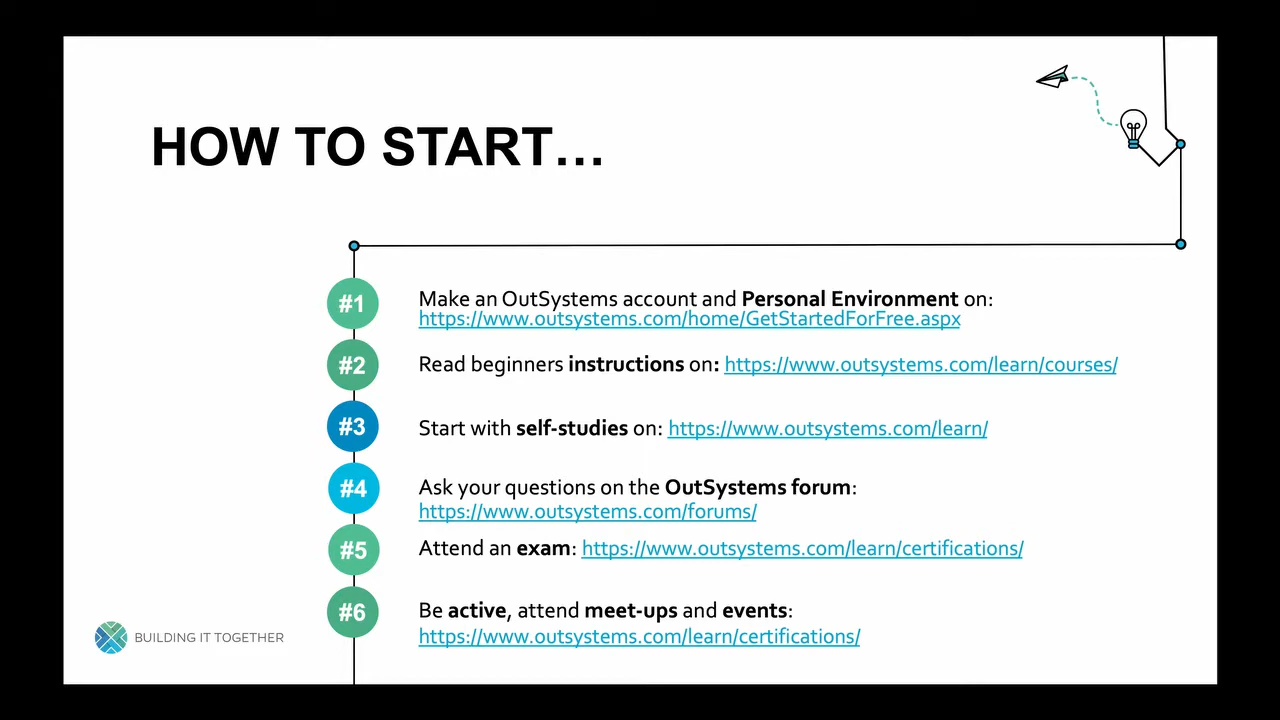 HOW TO START…
#1
Make an OutSystems account and Personal Environment on:
https://www.outsystems.com/home/GetStartedForFree.aspx
#2
Read beginners instructions on: https://www.outsystems.com/learn/courses/
#3
Start with self-studies on: https://www.outsystems.com/learn/
#4
Ask your questions on the OutSystems forum:
https://www.outsystems.com/forums/
#5
Attend an exam: https://www.outsystems.com/learn/certifications/
#6
Be active, attend meet-ups and events:
https://www.outsystems.com/learn/certifications/
BUILDING IT TOGETHER